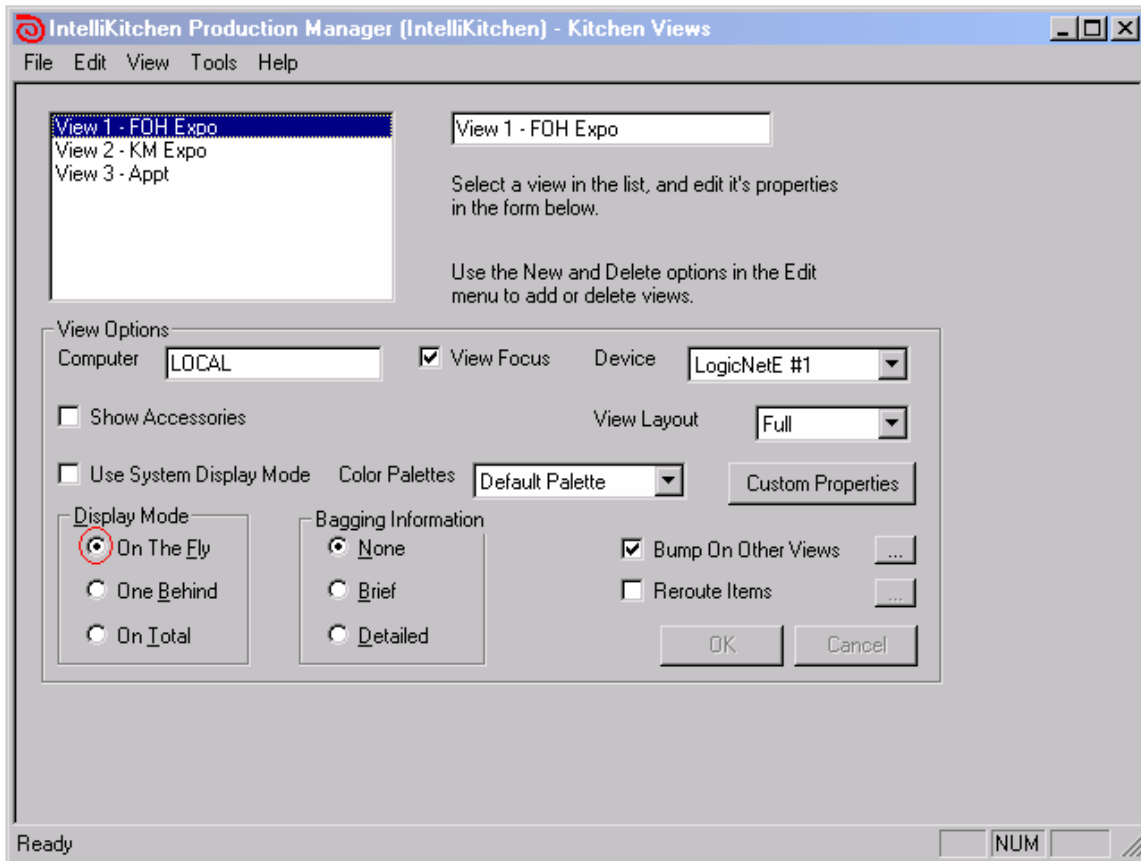 IntelliKitchen Production Manager (IntelliKitchen) - Kitchen Views
File Edit View Tools Help
View 1 - FOH Expo
View 2 - KM Expo
View 3 - Appt
View 1 - FOH Expo
Select a view in the list, and edit it's properties
in the form below.
Use the New and Delete options in the Edit
menu to add or delete views.
View Options
Computer LOCAL View Focus Device LogicNetE #1
Show Accessories View Layout Full
Use System Display Mode Color Palettes Default Palette Custom Properties
Display Mode
On The Fly
One Behind
On Total
Bagging Information
None
Brief
Detailed
Bump On Other Views ...
Reroute Items ...
OK Cancel
Ready NUM